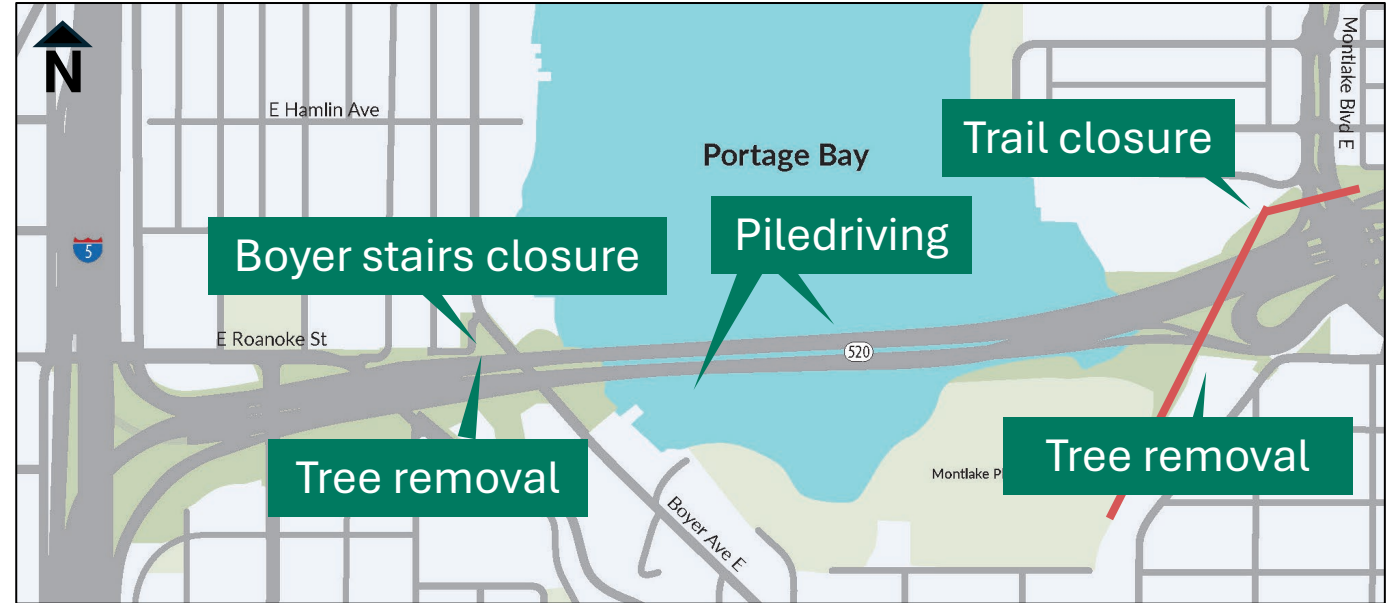 N
Montlake Blvd E
E Hamlin Ave
Trail closure
Portage Bay
Boyer stairs closure
Piledriving
5
E Roanoke St
520
Tree removal
Tree removal
Montlake
Boyer Ave E